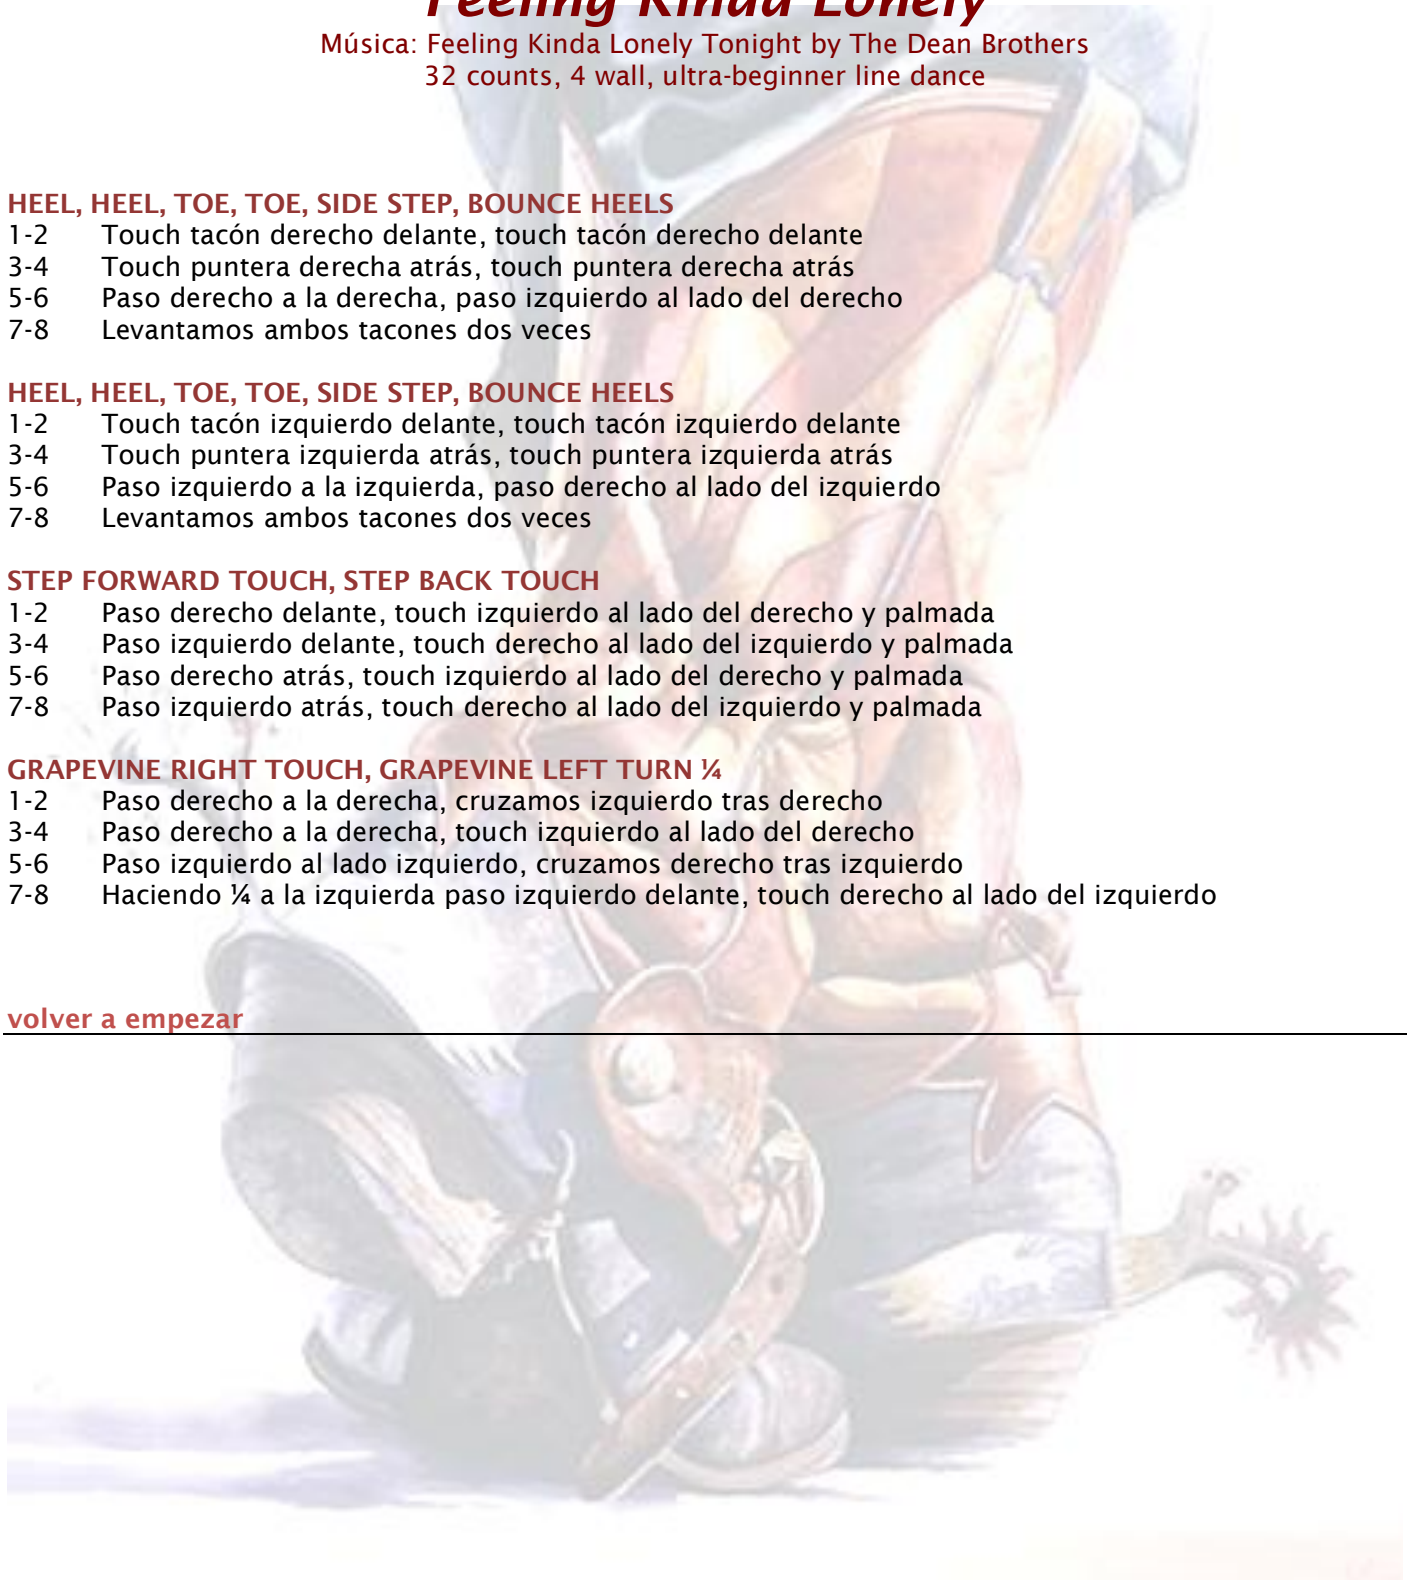 Feeling Kinda Lonely
Música: Feeling Kinda Lonely Tonight by The Dean Brothers
32 counts, 4 wall, ultra-beginner line dance
HEEL, HEEL, TOE, TOE, SIDE STEP, BOUNCE HEELS
1-2 Touch tacón derecho delante, touch tacón derecho delante
3-4 Touch puntera derecha atrás, touch puntera derecha atrás
5-6 Paso derecho a la derecha, paso izquierdo al lado del derecho
7-8 Levantamos ambos tacones dos veces
HEEL, HEEL, TOE, TOE, SIDE STEP, BOUNCE HEELS
1-2 Touch tacón izquierdo delante, touch tacón izquierdo delante
3-4 Touch puntera izquierda atrás, touch puntera izquierda atrás
5-6 Paso izquierdo a la izquierda, paso derecho al lado del izquierdo
7-8 Levantamos ambos tacones dos veces
STEP FORWARD TOUCH, STEP BACK TOUCH
1-2 Paso derecho delante, touch izquierdo al lado del derecho y palmada
3-4 Paso izquierdo delante, touch derecho al lado del izquierdo y palmada
5-6 Paso derecho atrás, touch izquierdo al lado del derecho y palmada
7-8 Paso izquierdo atrás, touch derecho al lado del izquierdo y palmada
GRAPEVINE RIGHT TOUCH, GRAPEVINE LEFT TURN ¼
1-2 Paso derecho a la derecha, cruzamos izquierdo tras derecho
3-4 Paso derecho a la derecha, touch izquierdo al lado del derecho
5-6 Paso izquierdo al lado izquierdo, cruzamos derecho tras izquierdo
7-8 Haciendo ¼ a la izquierda paso izquierdo delante, touch derecho al lado del izquierdo
volver a empezar